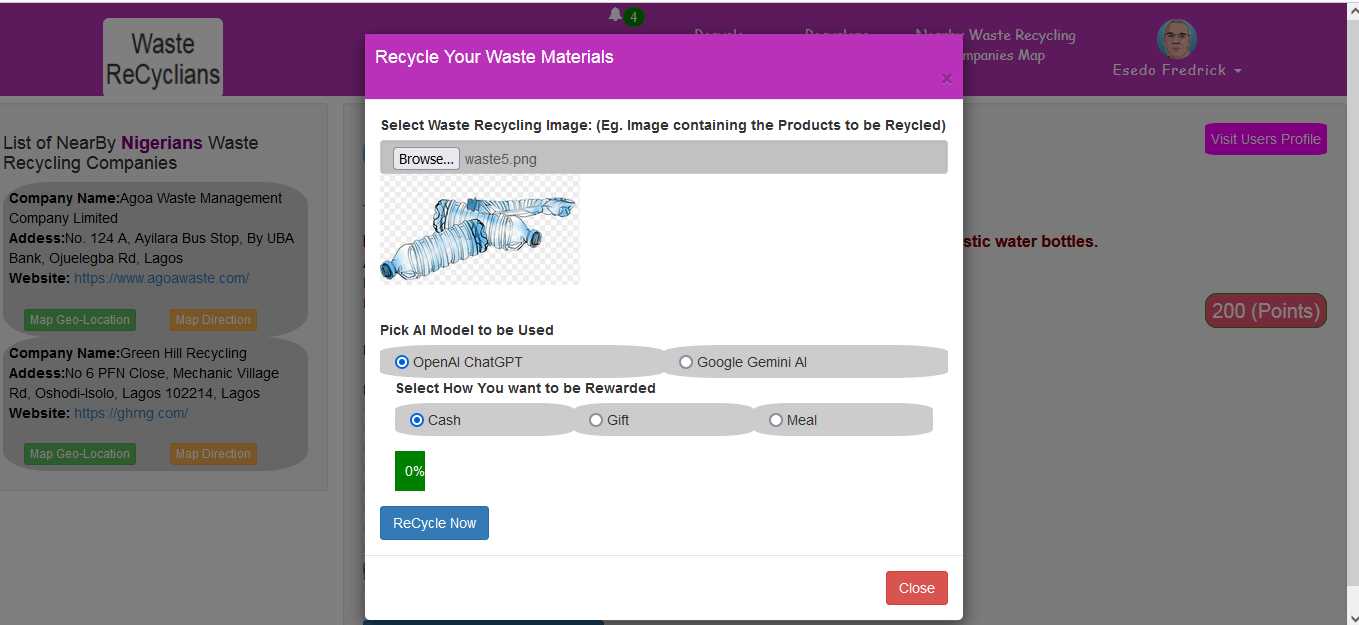 4
Waste
ReCyclians
Nearby Waste Recycling
mpanies Map
Esedo Fredrick
Recycle Your Waste Materials
×
List of NearBy Nigerians Waste
Recycling Companies
Company Name:Agoa Waste Management
Company Limited
Addess:No. 124 A, Ayilara Bus Stop, By UBA
Bank, Ojuelegba Rd, Lagos
Website: https://www.agoawaste.com/
Map Geo-Location
Map Direction
Company Name:Green Hill Recycling
Addess:No 6 PFN Close, Mechanic Village
Rd, Oshodi-Isolo, Lagos 102214, Lagos
Website: https://ghrng.com/
Map Geo-Location
Map Direction
Select Waste Recycling Image: (Eg. Image containing the Products to be Reycled)
Browse... waste5.png
Pick AI Model to be Used
OpenAI ChatGPT
Google Gemini AI
Select How You want to be Rewarded
Cash
Gift
Meal
0%
ReCycle Now
Close
Visit Users Profile
stic water bottles.
200 (Points)